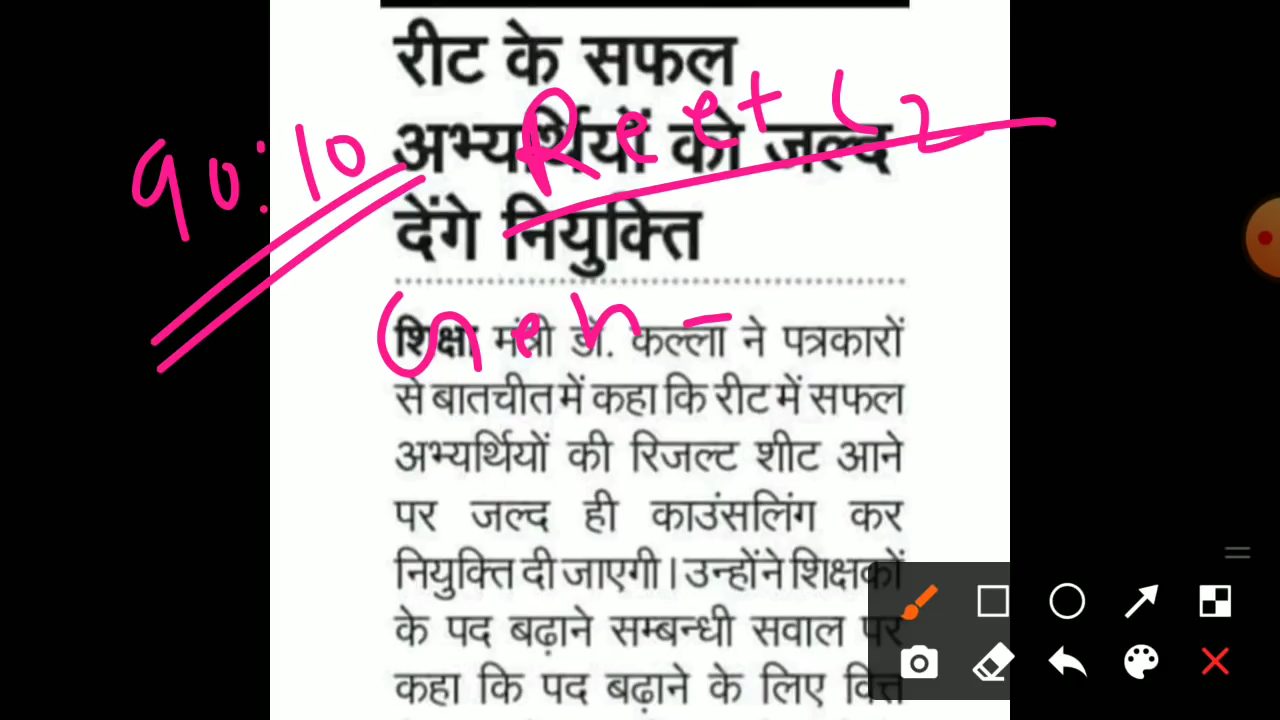 रीट के सफल
अभ्यर्थियों को जल्द
देंगे नियुक्ति
90:10
Reet L2
Gen -
शिक्षा मंत्री डॉ. कल्ला ने पत्रकारों
से बातचीत में कहा कि रीट में सफल
अभ्यर्थियों की रिजल्ट शीट आने
पर जल्द ही काउंसलिंग कर
नियुक्ति दी जाएगी। उन्होंने शिक्षकों
के पद बढ़ाने सम्बन्धी सवाल पर
कहा कि पद बढ़ाने के लिए वित्त